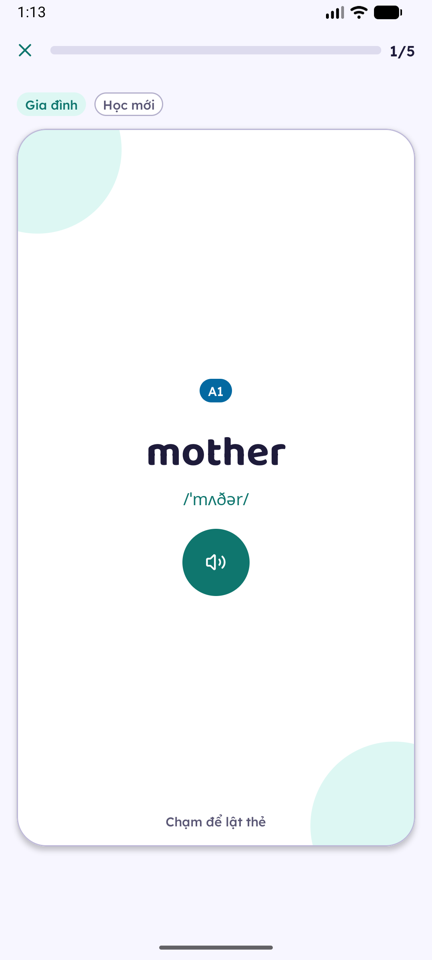 1:13
1/5
Gia đình
Học mới
A1
mother
/ˈmʌðər/
Chạm để lật thẻ